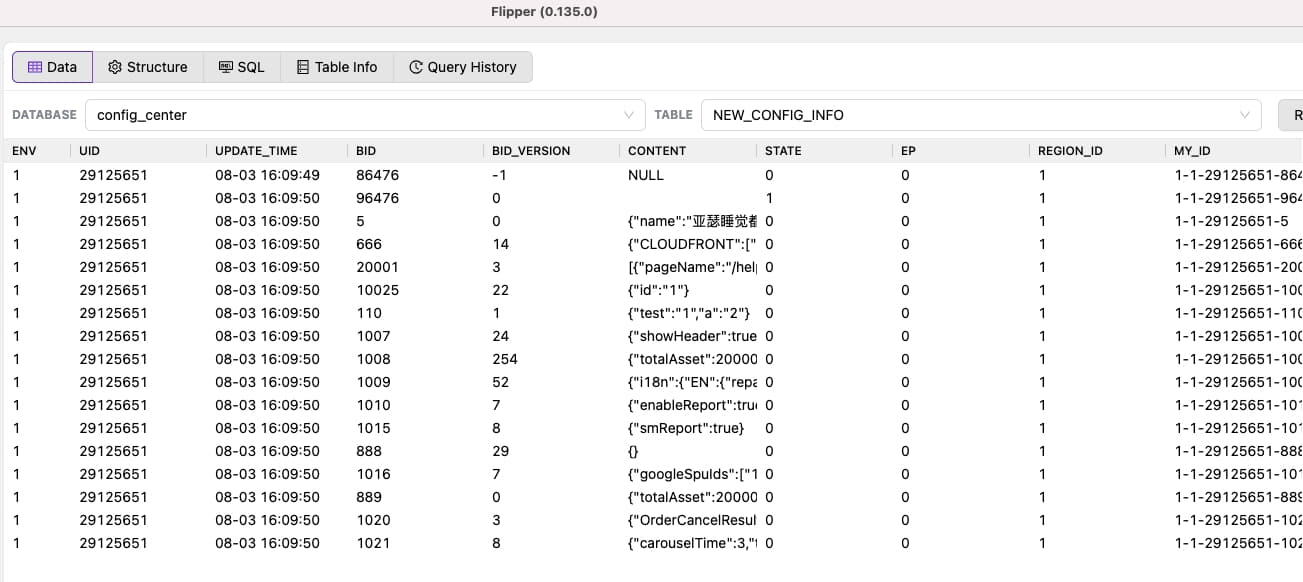 Flipper (0.135.0)
Data Structure SQL Table Info Query History
DATABASE config_center TABLE NEW_CONFIG_INFO R
ENV UID UPDATE_TIME BID BID_VERSION CONTENT STATE EP REGION_ID MY_ID
1 29125651 08-03 16:09:49 86476 -1 NULL 0 0 1 1-1-29125651-864
1 29125651 08-03 16:09:50 96476 0 1 0 1 1-1-29125651-964
1 29125651 08-03 16:09:50 5 0 {"name":"亚瑟睡觉都 0 0 1 1-1-29125651-5
1 29125651 08-03 16:09:50 666 14 {"CLOUDFRONT":[" 0 0 1 1-1-29125651-666
1 29125651 08-03 16:09:50 20001 3 [{"pageName":"/help 0 0 1 1-1-29125651-200
1 29125651 08-03 16:09:50 10025 22 {"id":"1"} 0 0 1 1-1-29125651-100
1 29125651 08-03 16:09:50 110 1 {"test":"1","a":"2"} 0 0 1 1-1-29125651-110
1 29125651 08-03 16:09:50 1007 24 {"showHeader":true 0 0 1 1-1-29125651-100
1 29125651 08-03 16:09:50 1008 254 {"totalAsset":20000 0 0 1 1-1-29125651-100
1 29125651 08-03 16:09:50 1009 52 {"i18n":{"EN":{"repa 0 0 1 1-1-29125651-100
1 29125651 08-03 16:09:50 1010 7 {"enableReport":true 0 0 1 1-1-29125651-101
1 29125651 08-03 16:09:50 1015 8 {"smReport":true} 0 0 1 1-1-29125651-101
1 29125651 08-03 16:09:50 888 29 {} 0 0 1 1-1-29125651-888
1 29125651 08-03 16:09:50 1016 7 {"googleSpuIds":["1 0 0 1 1-1-29125651-101
1 29125651 08-03 16:09:50 889 0 {"totalAsset":20000 0 0 1 1-1-29125651-889
1 29125651 08-03 16:09:50 1020 3 {"OrderCancelResul 0 0 1 1-1-29125651-102
1 29125651 08-03 16:09:50 1021 8 {"carouselTime":3," 0 0 1 1-1-29125651-102